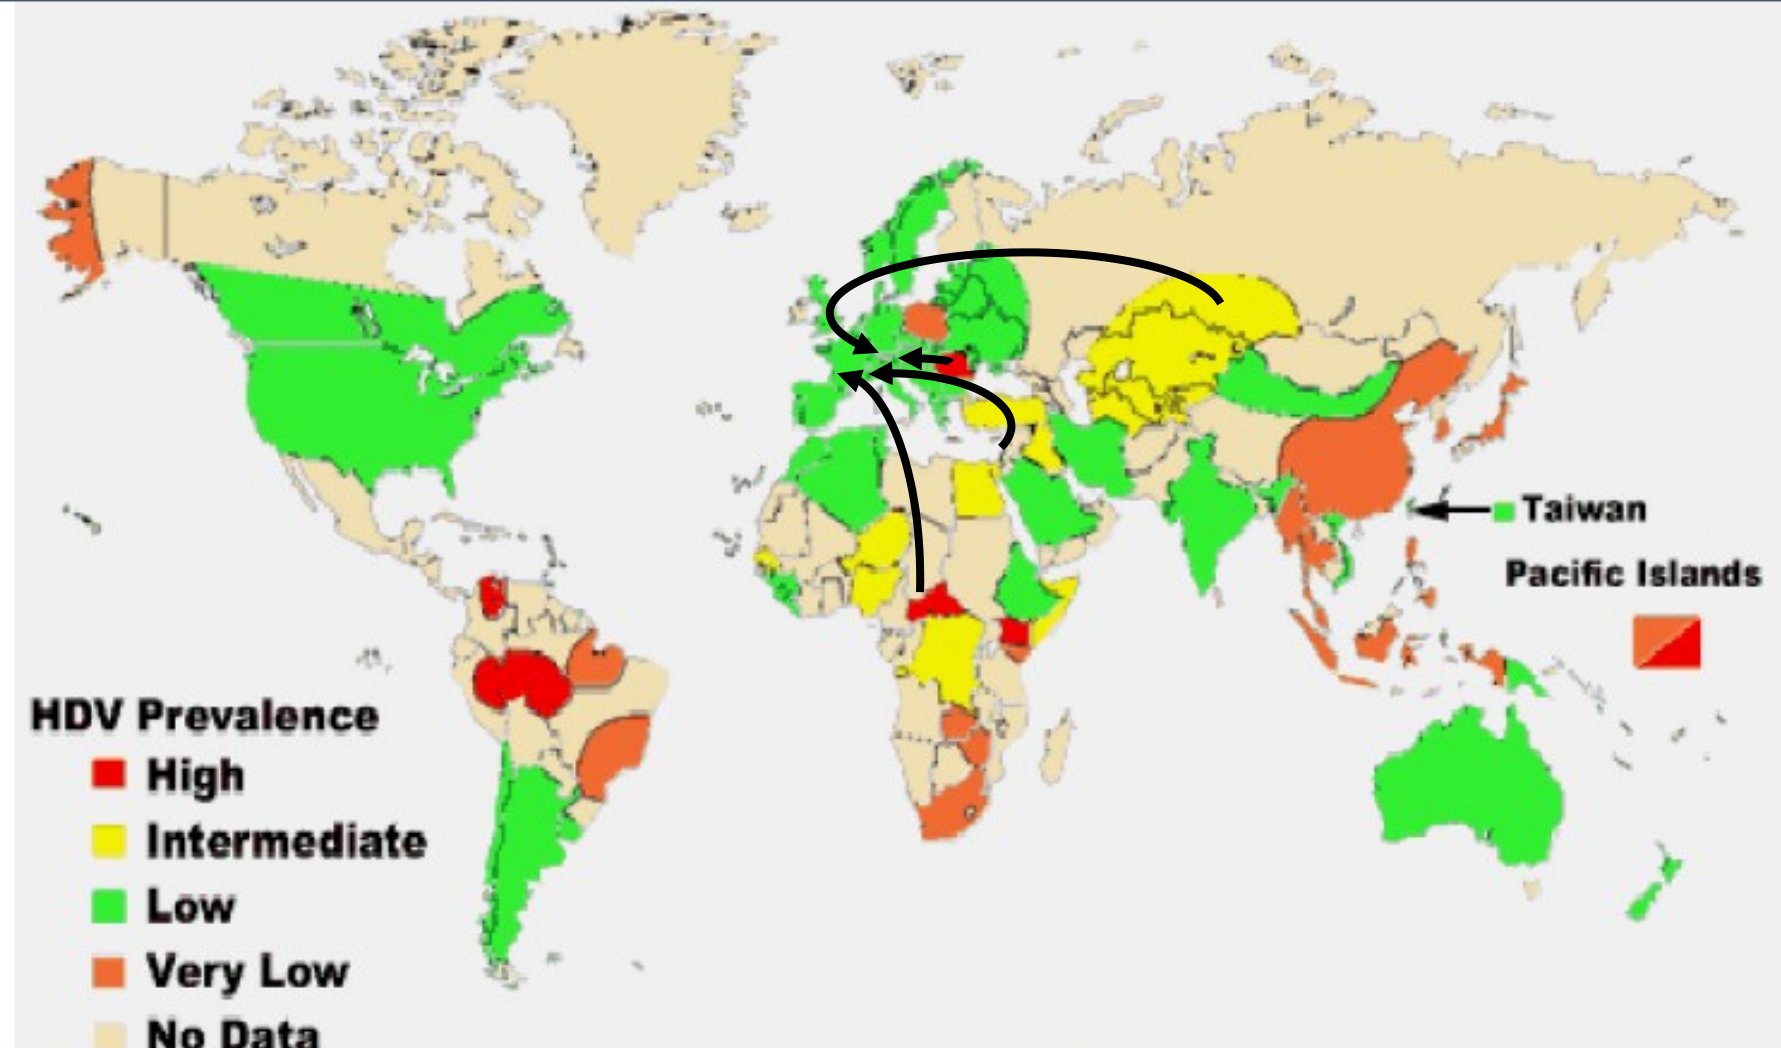 Taiwan
Pacific Islands
HDV Prevalence
High
Intermediate
Low
Very Low
No Data